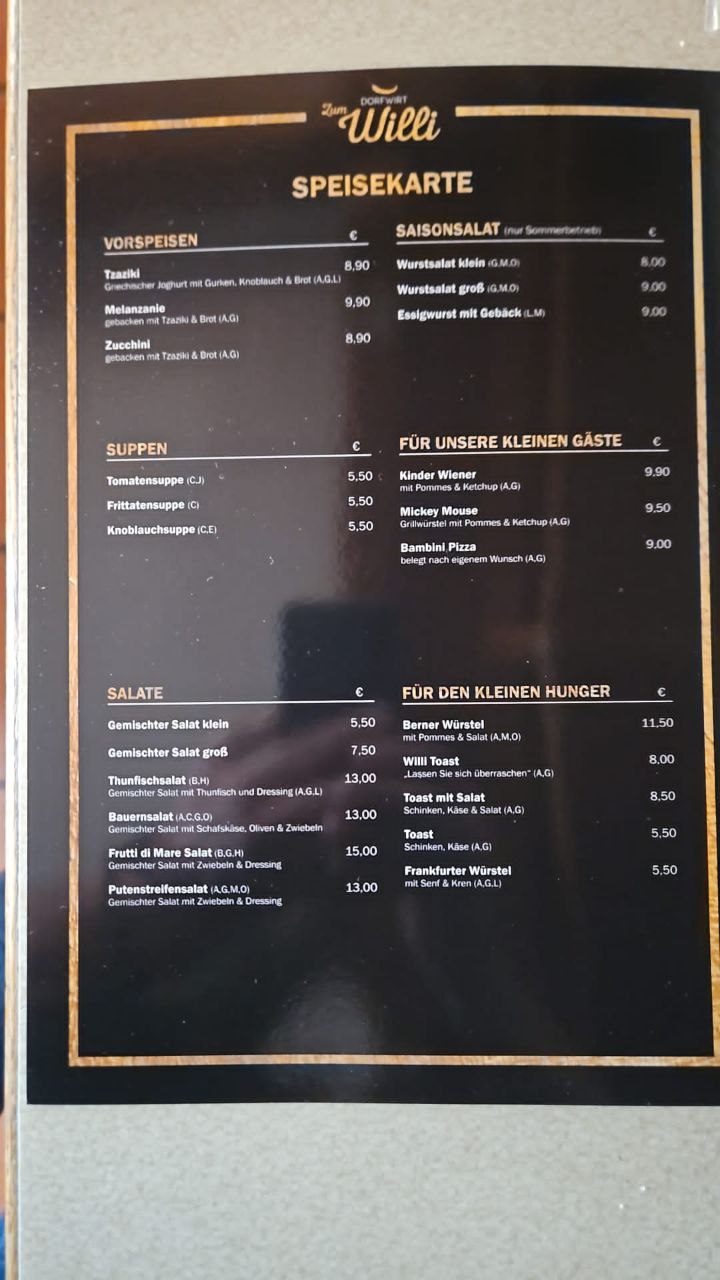 DORFWIRT
Zum Willi
SPEISEKARTE
VORSPEISEN €
Tzaziki 8,90
Griechischer Joghurt mit Gurken, Knoblauch & Brot (A,G,L)
Melanzanie 9,90
gebacken mit Tzaziki & Brot (A,G)
Zucchini 8,90
gebacken mit Tzaziki & Brot (A,G)
SAISONSALAT (nur Sommerbetrieb) €
Wurstsalat klein (G,M,O) 8,00
Wurstsalat groß (G,M,O) 9,00
Essigwurst mit Gebäck (L,M) 9,00
SUPPEN €
Tomatensuppe (C,J) 5,50
Frittatensuppe (C) 5,50
Knoblauchsuppe (C,E) 5,50
FÜR UNSERE KLEINEN GÄSTE €
Kinder Wiener 9,90
mit Pommes & Ketchup (A,G)
Mickey Mouse 9,50
Grillwürstel mit Pommes & Ketchup (A,G)
Bambini Pizza 9,00
belegt nach eigenem Wunsch (A,G)
SALATE €
Gemischter Salat klein 5,50
Gemischter Salat groß 7,50
Thunfischsalat (B,H) 13,00
Gemischter Salat mit Thunfisch und Dressing (A,G,L)
Bauernsalat (A,C,G,O) 13,00
Gemischter Salat mit Schafskäse, Oliven & Zwiebeln
Frutti di Mare Salat (B,G,H) 15,00
Gemischter Salat mit Zwiebeln & Dressing
Putenstreifensalat (A,G,M,O) 13,00
Gemischter Salat mit Zwiebeln & Dressing
FÜR DEN KLEINEN HUNGER €
Berner Würstel 11,50
mit Pommes & Salat (A,M,O)
Willi Toast 8,00
„Lassen Sie sich überraschen" (A,G)
Toast mit Salat 8,50
Schinken, Käse & Salat (A,G)
Toast 5,50
Schinken, Käse (A,G)
Frankfurter Würstel 5,50
mit Senf & Kren (A,G,L)